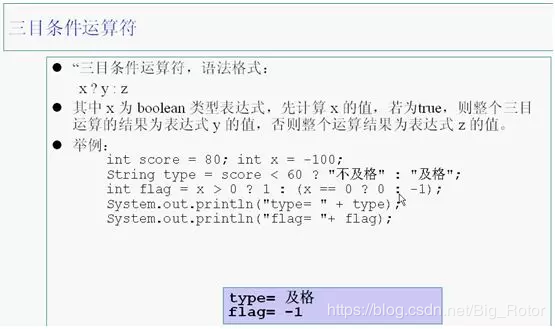 三目条件运算符
● “三目条件运算符，语法格式：
x ? y : z
● 其中 x 为 boolean 类型表达式，先计算 x 的值，若为true，则整个三目
运算的结果为表达式 y 的值，否则整个运算结果为表达式 z 的值。
● 举例：
int score = 80; int x = -100;
String type = score < 60 ? "不及格" : "及格";
int flag = x > 0 ? 1 : (x == 0 ? 0 : -1);
System.out.println("type= " + type);
System.out.println("flag= "+ flag);
type= 及格
flag= -1
https://blog.csdn.net/Big_Rotor